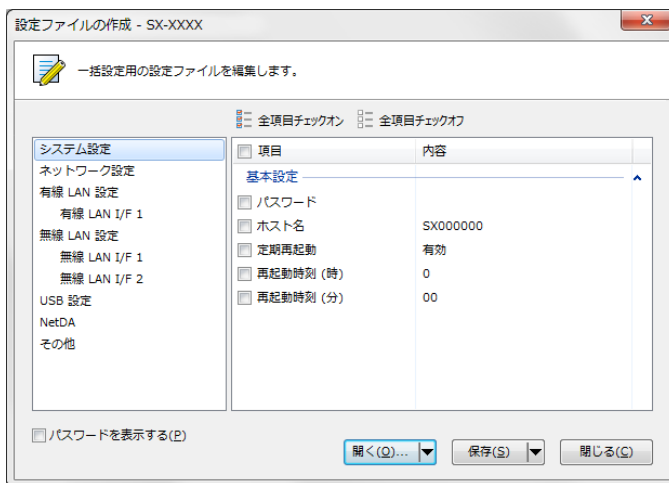 設定ファイルの作成 - SX-XXXX
一括設定用の設定ファイルを編集します。
全項目チェックオン 全項目チェックオフ
システム設定
ネットワーク設定
有線 LAN 設定
有線 LAN I/F 1
無線 LAN 設定
無線 LAN I/F 1
無線 LAN I/F 2
USB 設定
NetDA
その他
項目 内容
基本設定
パスワード
ホスト名 SX000000
定期再起動 有効
再起動時刻 (時) 0
再起動時刻 (分) 00
パスワードを表示する(P)
開く(O)... 保存(S) 閉じる(C)